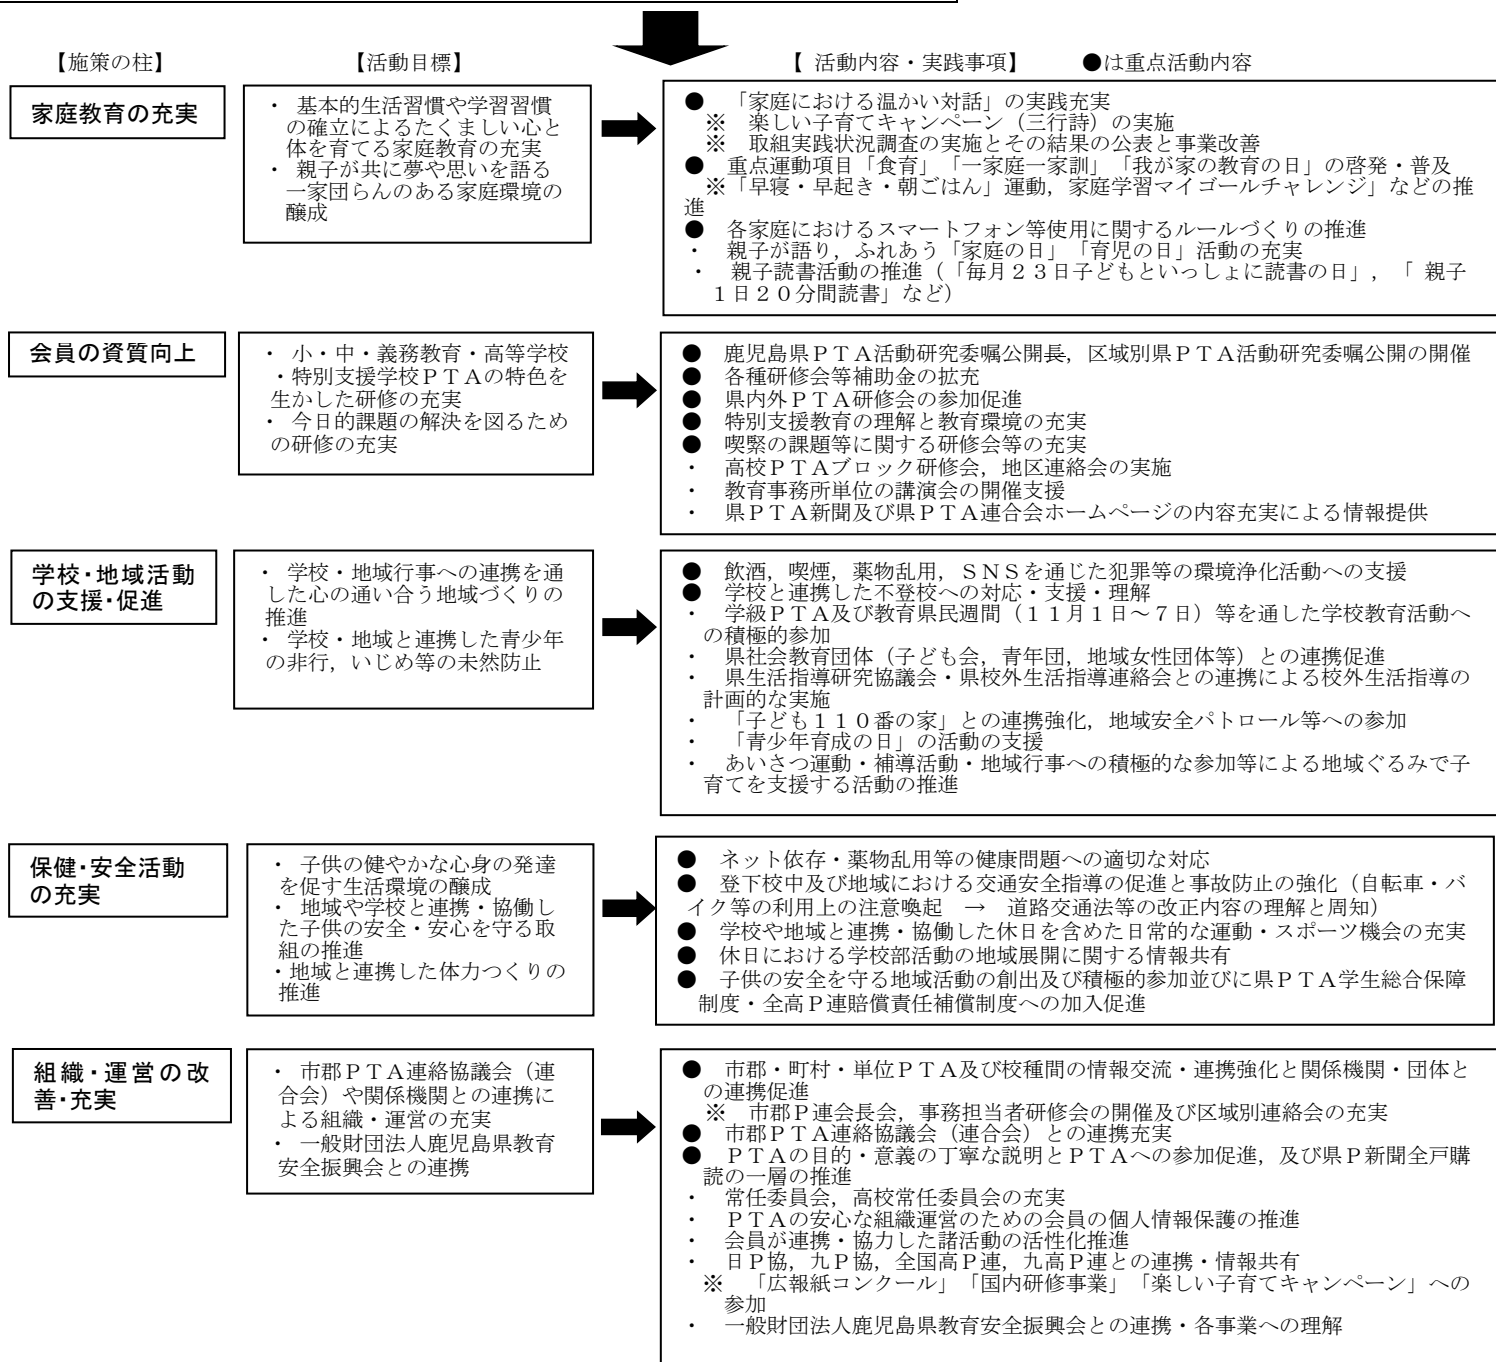 【施策の柱】
【活動目標】
【 活動内容・実践事項】 ●は重点活動内容
家庭教育の充実
・ 基本的生活習慣や学習習慣
の確立によるたくましい心と
体を育てる家庭教育の充実
・ 親子が共に夢や思いを語る
一家団らんのある家庭環境の
醸成
● 「家庭における温かい対話」の実践充実
※ 楽しい子育てキャンペーン（三行詩）の実施
※ 取組実践状況調査の実施とその結果の公表と事業改善
● 重点運動項目「食育」「一家庭一家訓」「我が家の教育の日」の啓発・普及
※「早寝・早起き・朝ごはん」運動，家庭学習マイゴールチャレンジ」などの推
進
● 各家庭におけるスマートフォン等使用に関するルールづくりの推進
・ 親子が語り，ふれあう「家庭の日」「育児の日」活動の充実
・ 親子読書活動の推進（「毎月２３日子どもといっしょに読書の日」，「 親子
１日２０分間読書」など）
会員の資質向上
・ 小・中・義務教育・高等学校
・特別支援学校ＰＴＡの特色を
生かした研修の充実
・ 今日的課題の解決を図るため
の研修の充実
● 鹿児島県ＰＴＡ活動研究委嘱公開長，区域別県ＰＴＡ活動研究委嘱公開の開催
● 各種研修会等補助金の拡充
● 県内外ＰＴＡ研修会の参加促進
● 特別支援教育の理解と教育環境の充実
● 喫緊の課題等に関する研修会等の充実
・ 高校ＰＴＡブロック研修会，地区連絡会の実施
・ 教育事務所単位の講演会の開催支援
・ 県ＰＴＡ新聞及び県ＰＴＡ連合会ホームページの内容充実による情報提供
学校・地域活動
の支援・促進
・ 学校・地域行事への連携を通
した心の通い合う地域づくりの
推進
・ 学校・地域と連携した青少年
の非行，いじめ等の未然防止
● 飲酒，喫煙，薬物乱用，ＳＮＳを通じた犯罪等の環境浄化活動への支援
● 学校と連携した不登校への対応・支援・理解
・ 学級ＰＴＡ及び教育県民週間（１１月１日～７日）等を通した学校教育活動へ
の積極的参加
・ 県社会教育団体（子ども会，青年団，地域女性団体等）との連携促進
・ 県生活指導研究協議会・県校外生活指導連絡会との連携による校外生活指導の
計画的な実施
・ 「子ども１１０番の家」との連携強化，地域安全パトロール等への参加
・ 「青少年育成の日」の活動の支援
・ あいさつ運動・補導活動・地域行事への積極的な参加等による地域ぐるみで子
育てを支援する活動の推進
保健・安全活動
の充実
・ 子供の健やかな心身の発達
を促す生活環境の醸成
・ 地域や学校と連携・協働し
た子供の安全・安心を守る取
組の推進
・地域と連携した体力つくりの
推進
● ネット依存・薬物乱用等の健康問題への適切な対応
● 登下校中及び地域における交通安全指導の促進と事故防止の強化（自転車・バ
イク等の利用上の注意喚起 → 道路交通法等の改正内容の理解と周知）
● 学校や地域と連携・協働した休日を含めた日常的な運動・スポーツ機会の充実
● 休日における学校部活動の地域展開に関する情報共有
● 子供の安全を守る地域活動の創出及び積極的参加並びに県ＰＴＡ学生総合保障
制度・全高Ｐ連賠償責任補償制度への加入促進
組織・運営の改
善・充実
・ 市郡ＰＴＡ連絡協議会（連
合会）や関係機関との連携に
よる組織・運営の充実
・ 一般財団法人鹿児島県教育
安全振興会との連携
● 市郡・町村・単位ＰＴＡ及び校種間の情報交流・連携強化と関係機関・団体と
の連携促進
※ 市郡Ｐ連会長会，事務担当者研修会の開催及び区域別連絡会の充実
● 市郡ＰＴＡ連絡協議会（連合会）との連携充実
● ＰＴＡの目的・意義の丁寧な説明とＰＴＡへの参加促進，及び県Ｐ新聞全戸購
読の一層の推進
・ 常任委員会，高校常任委員会の充実
・ ＰＴＡの安心な組織運営のための会員の個人情報保護の推進
・ 会員が連携・協力した諸活動の活性化推進
・ 日Ｐ協，九Ｐ協，全国高Ｐ連，九高Ｐ連との連携・情報共有
※ 「広報紙コンクール」「国内研修事業」「楽しい子育てキャンペーン」への
参加
・ 一般財団法人鹿児島県教育安全振興会との連携・各事業への理解